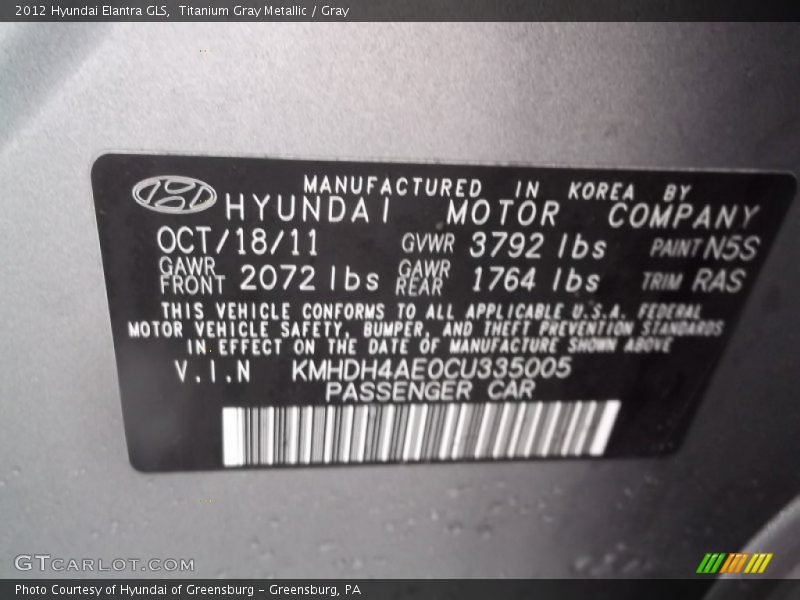 2012 Hyundai Elantra GLS, Titanium Gray Metallic / Gray
MANUFACTURED IN KOREA BY
HYUNDAI MOTOR COMPANY
OCT/18/11 GVWR 3792 lbs PAINT N5S
GAWR FRONT 2072 lbs GAWR REAR 1764 lbs TRIM RAS
THIS VEHICLE CONFORMS TO ALL APPLICABLE U.S.A. FEDERAL
MOTOR VEHICLE SAFETY, BUMPER, AND THEFT PREVENTION STANDARDS
IN EFFECT ON THE DATE OF MANUFACTURE SHOWN ABOVE
V.I.N KMHDH4AE0CU335005
PASSENGER CAR
GTCARLOT.COM
Photo Courtesy of Hyundai of Greensburg - Greensburg, PA